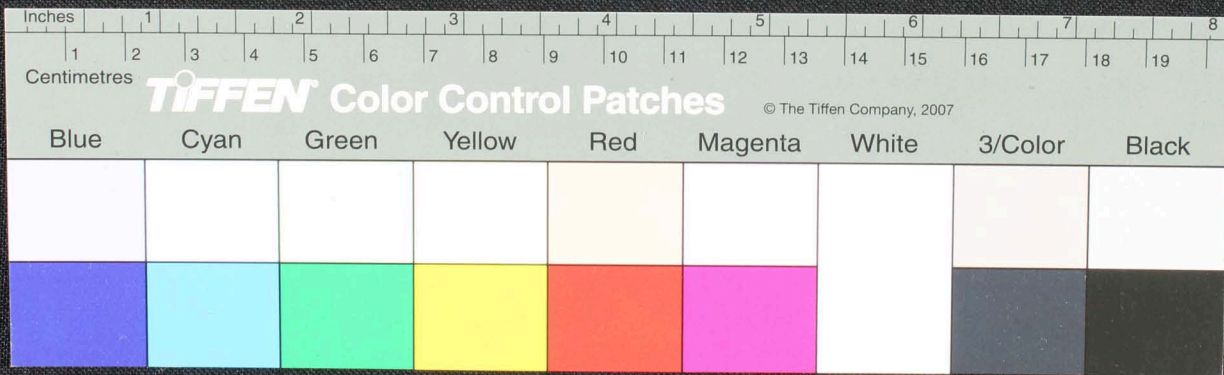 Inches 1 2 3 4 5 6 7 8
1 2 3 4 5 6 7 8 9 10 11 12 13 14 15 16 17 18 19
Centimetres
TIFFEN® Color Control Patches © The Tiffen Company, 2007
Blue Cyan Green Yellow Red Magenta White 3/Color Black